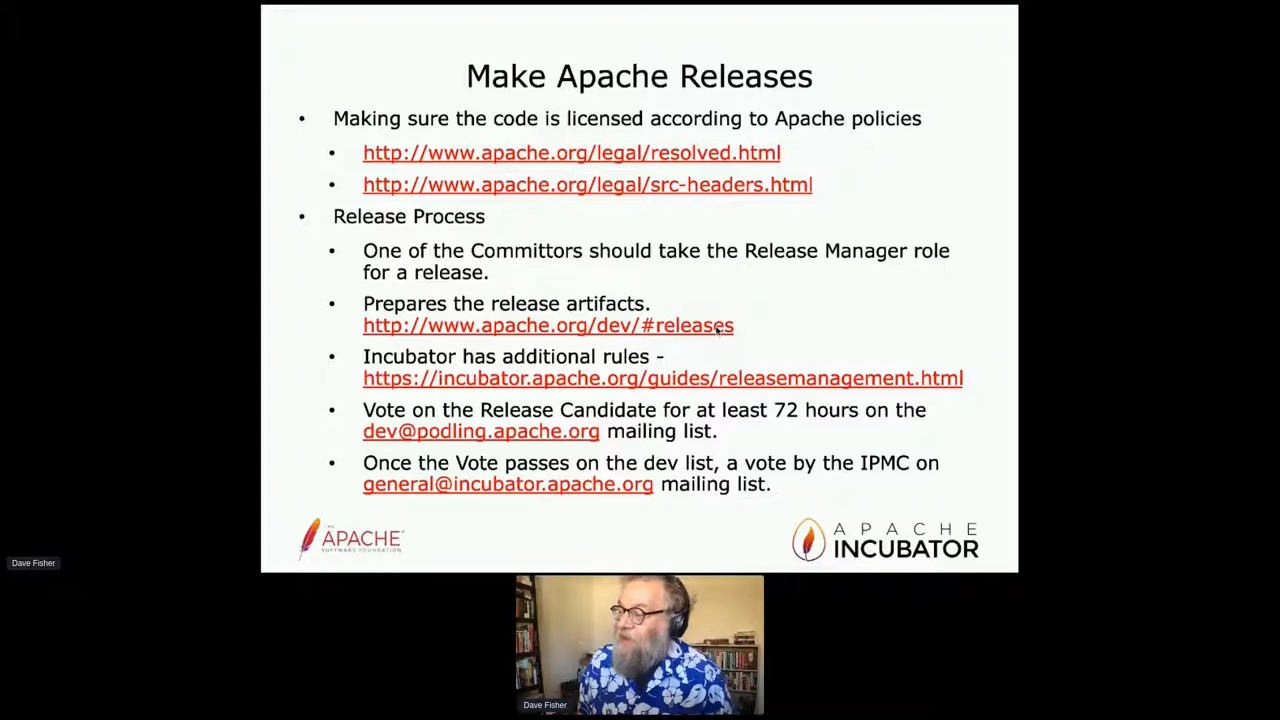 Make Apache Releases
• Making sure the code is licensed according to Apache policies
• http://www.apache.org/legal/resolved.html
• http://www.apache.org/legal/src-headers.html
• Release Process
• One of the Committors should take the Release Manager role
for a release.
• Prepares the release artifacts.
http://www.apache.org/dev/#releases
• Incubator has additional rules -
https://incubator.apache.org/guides/releasemanagement.html
• Vote on the Release Candidate for at least 72 hours on the
dev@podling.apache.org mailing list.
• Once the Vote passes on the dev list, a vote by the IPMC on
general@incubator.apache.org mailing list.
THE
APACHE
SOFTWARE FOUNDATION
APACHE
INCUBATOR
Dave Fisher
Dave Fisher